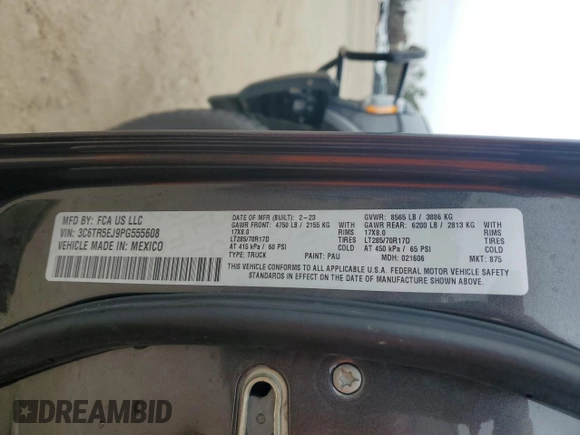 MFD BY: FCA US LLC
VIN: 3C6TR5EJ9PG555608
VEHICLE MADE IN: MEXICO
DATE OF MFR (BUILT): 2-23 GVWR: 8565 LB / 3886 KG
GAWR FRONT: 4750 LB / 2155 KG GAWR REAR: 6200 LB / 2813 KG
17X8.0 RIMS 17X8.0 RIMS
LT285/70R17D TIRES LT285/70R17D TIRES
AT 415 kPa / 60 PSI COLD AT 450 kPa / 65 PSI COLD
THIS VEHICLE CONFORMS TO ALL APPLICABLE U.S.A. FEDERAL MOTOR VEHICLE SAFETY
STANDARDS IN EFFECT ON THE DATE OF MANUFACTURE SHOWN ABOVE.
TYPE: TRUCK PAINT: PAU MDH: 021606 MKT: 875
DREAMBID